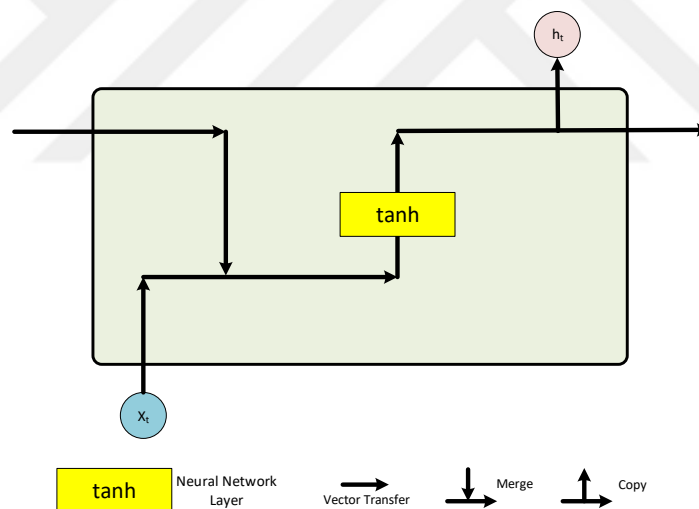 hₜ
tanh
Xₜ
tanh
Neural Network
Layer
Vector Transfer
Merge
Copy